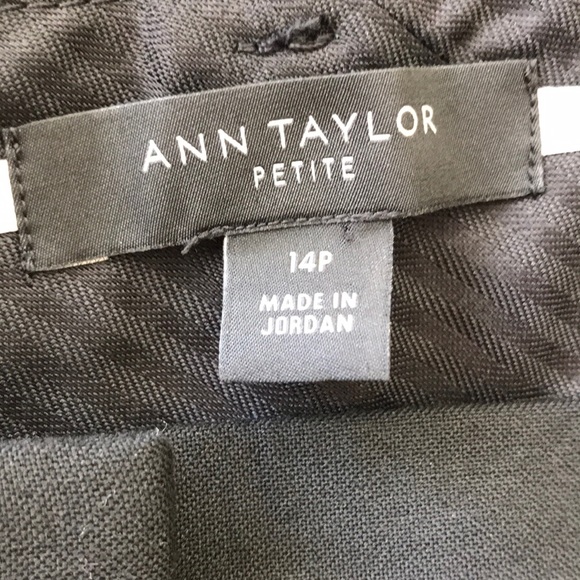 ANN TAYLOR
PETITE
14P
MADE IN
JORDAN